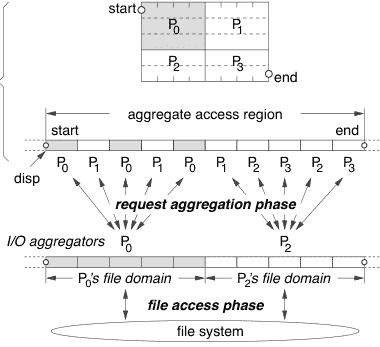 start
P0 P1
P2 P3
end
aggregate access region
start end
disp
P0 P1 P0 P1 P0 P1 P2 P3 P2 P3
request aggregation phase
I/O aggregators P0 P2
P0's file domain P2's file domain
file access phase
file system